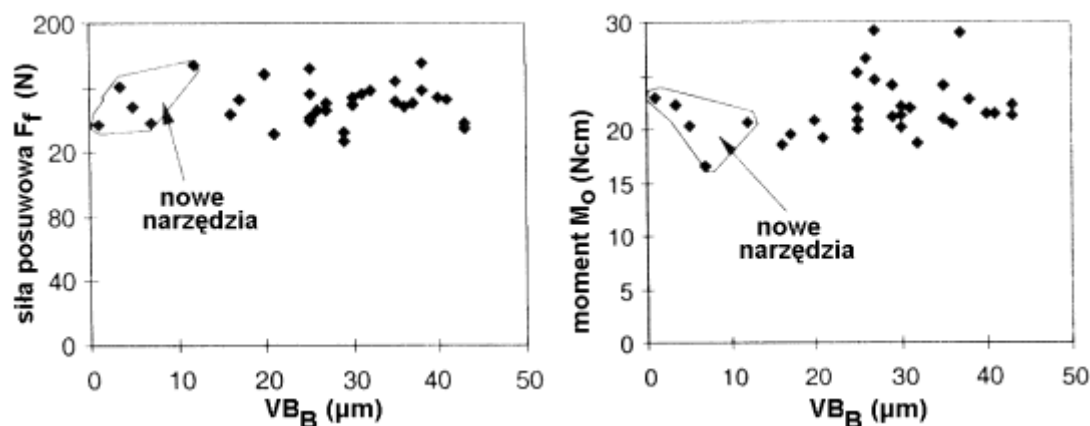 200
20
80
40
0
siła posuwowa Ff (N)
nowe
narzędzia
0 10 20 30 40 50
VBB (µm)
30
25
20
15
10
5
0
moment Mo (Ncm)
nowe
narzędzia
0 10 20 30 40 50
VBB (µm)